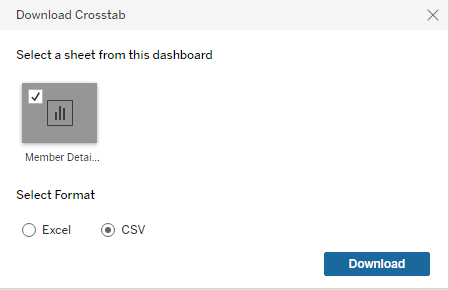 Download Crosstab
Select a sheet from this dashboard
Member Detai...
Select Format
Excel
CSV
Download